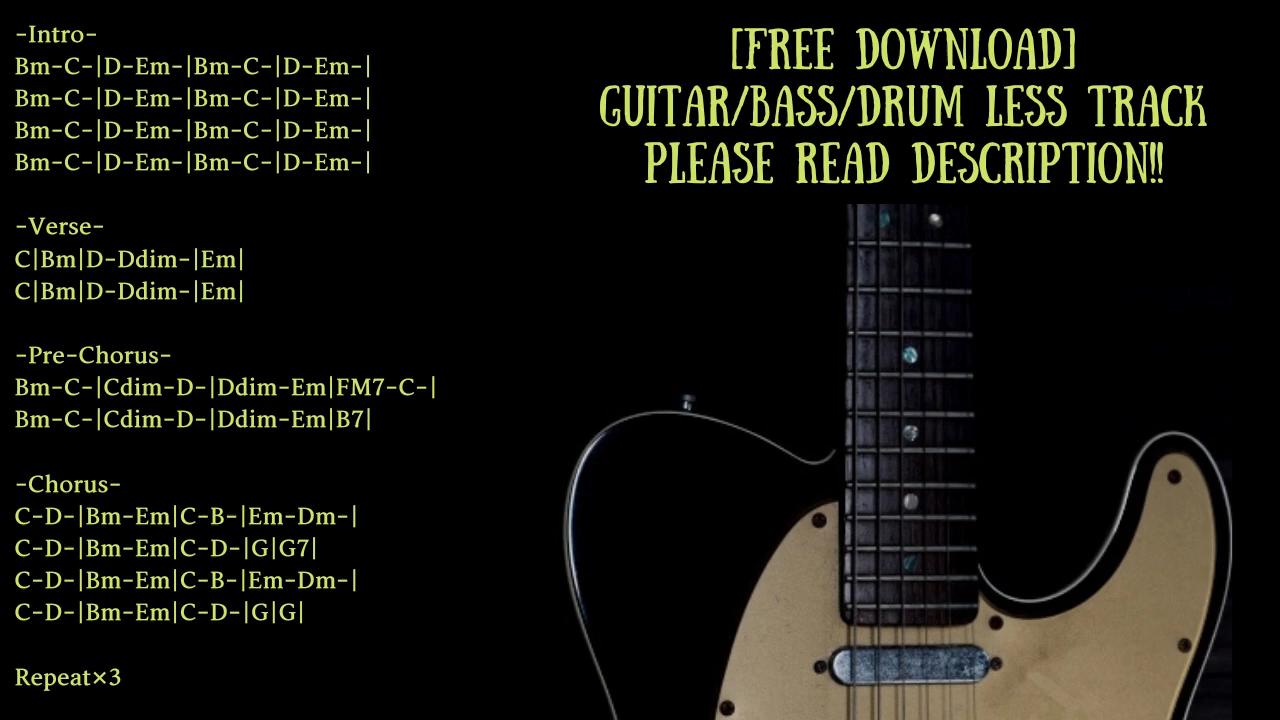 -Intro-
Bm-C-|D-Em-|Bm-C-|D-Em-|
Bm-C-|D-Em-|Bm-C-|D-Em-|
Bm-C-|D-Em-|Bm-C-|D-Em-|
Bm-C-|D-Em-|Bm-C-|D-Em-|
-Verse-
C|Bm|D-Ddim-|Em|
C|Bm|D-Ddim-|Em|
-Pre-Chorus-
Bm-C-|Cdim-D-|Ddim-Em|FM7-C-|
Bm-C-|Cdim-D-|Ddim-Em|B7|
-Chorus-
C-D-|Bm-Em|C-B-|Em-Dm-|
C-D-|Bm-Em|C-D-|G|G7|
C-D-|Bm-Em|C-B-|Em-Dm-|
C-D-|Bm-Em|C-D-|G|G|
Repeat×3
[FREE DOWNLOAD]
GUITAR/BASS/DRUM LESS TRACK
PLEASE READ DESCRIPTION!!